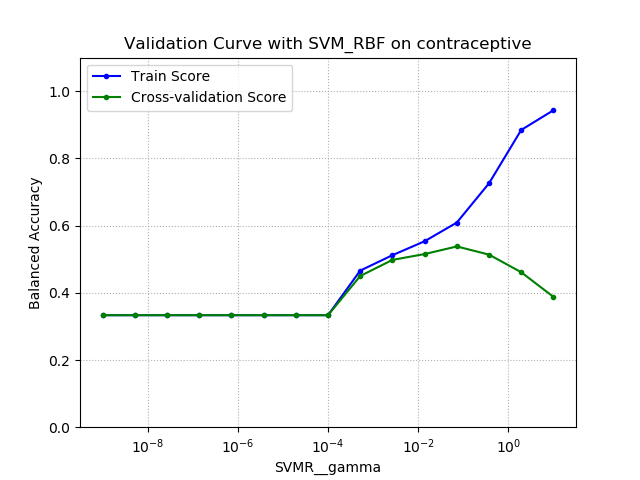 Validation Curve with SVM_RBF on contraceptive
Train Score
Cross-validation Score
1.0
0.8
0.6
0.4
0.2
0.0
Balanced Accuracy
10⁻⁸
10⁻⁶
10⁻⁴
10⁻²
10⁰
SVMR__gamma